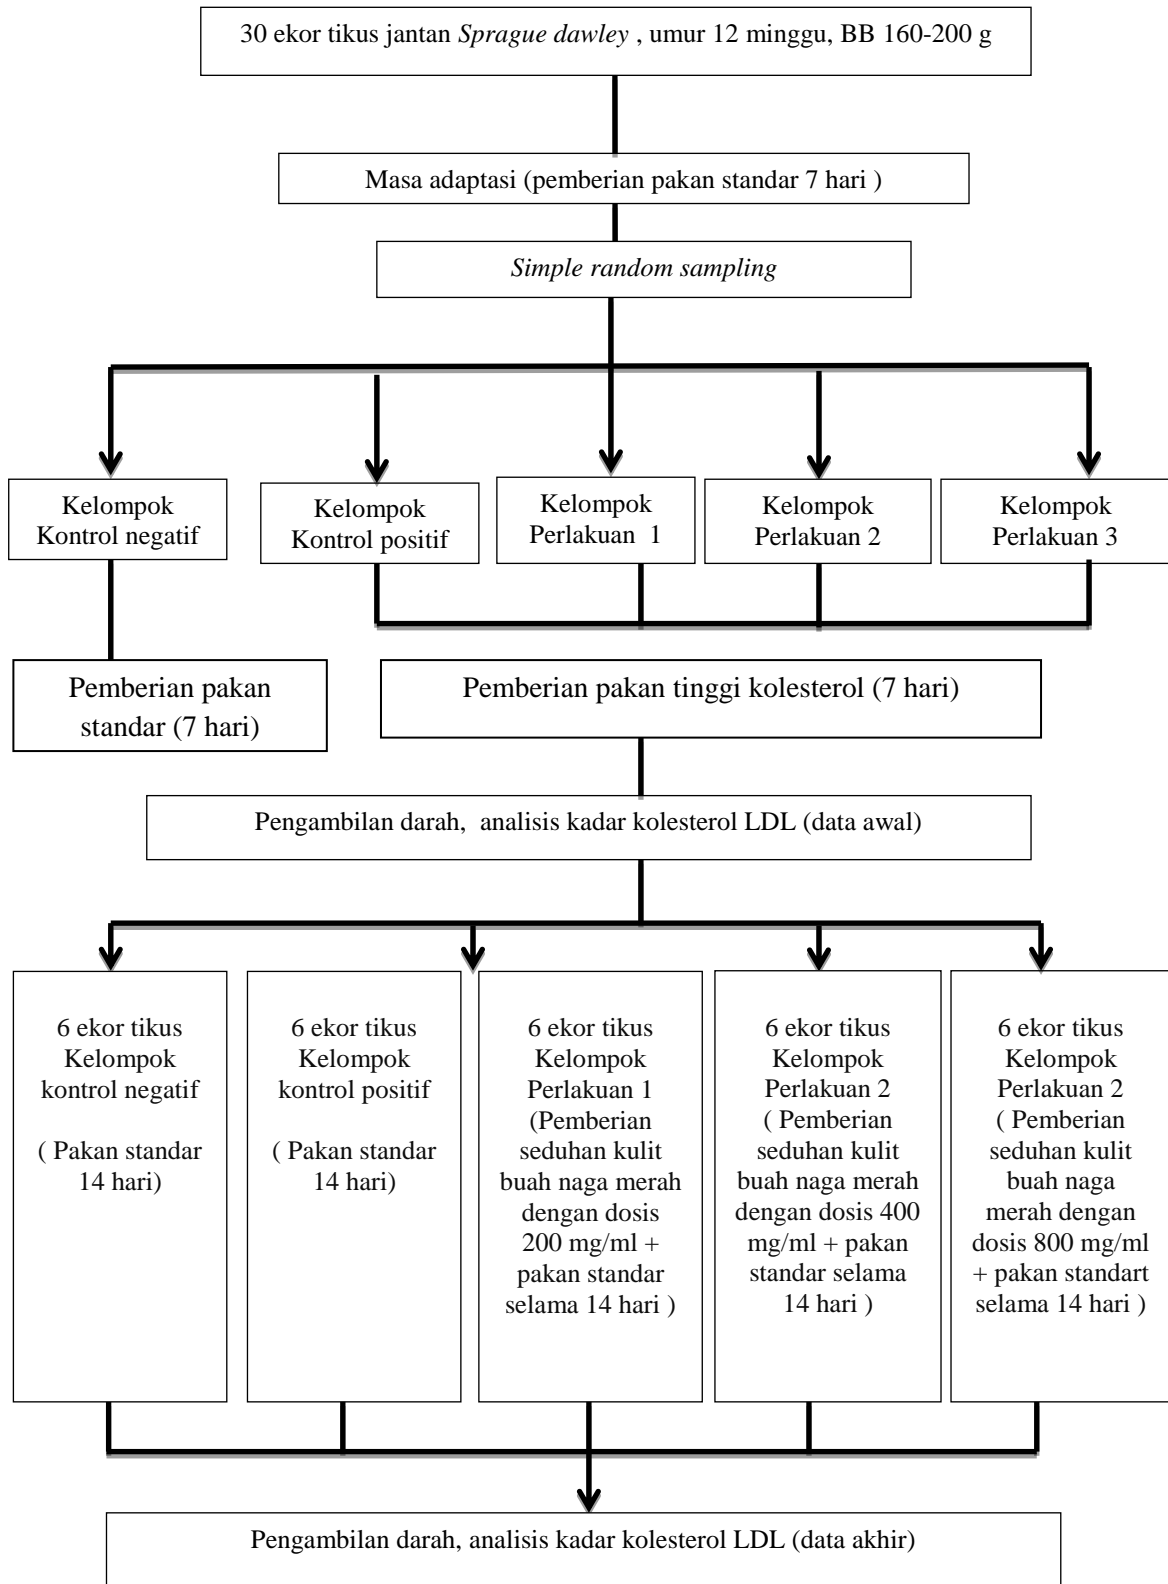 30 ekor tikus jantan Sprague dawley , umur 12 minggu, BB 160-200 g
Masa adaptasi (pemberian pakan standar 7 hari )
Simple random sampling
Kelompok
Kontrol negatif
Kelompok
Kontrol positif
Kelompok
Perlakuan 1
Kelompok
Perlakuan 2
Kelompok
Perlakuan 3
Pemberian pakan
standar (7 hari)
Pemberian pakan tinggi kolesterol (7 hari)
Pengambilan darah, analisis kadar kolesterol LDL (data awal)
6 ekor tikus
Kelompok
kontrol negatif
( Pakan standar
14 hari)
6 ekor tikus
Kelompok
kontrol positif
( Pakan standar
14 hari)
6 ekor tikus
Kelompok
Perlakuan 1
(Pemberian
seduhan kulit
buah naga merah
dengan dosis
200 mg/ml +
pakan standar
selama 14 hari )
6 ekor tikus
Kelompok
Perlakuan 2
( Pemberian
seduhan kulit
buah naga merah
dengan dosis 400
mg/ml + pakan
standar selama
14 hari )
6 ekor tikus
Kelompok
Perlakuan 2
( Pemberian
seduhan kulit
buah naga
merah dengan
dosis 800 mg/ml
+ pakan standart
selama 14 hari )
Pengambilan darah, analisis kadar kolesterol LDL (data akhir)